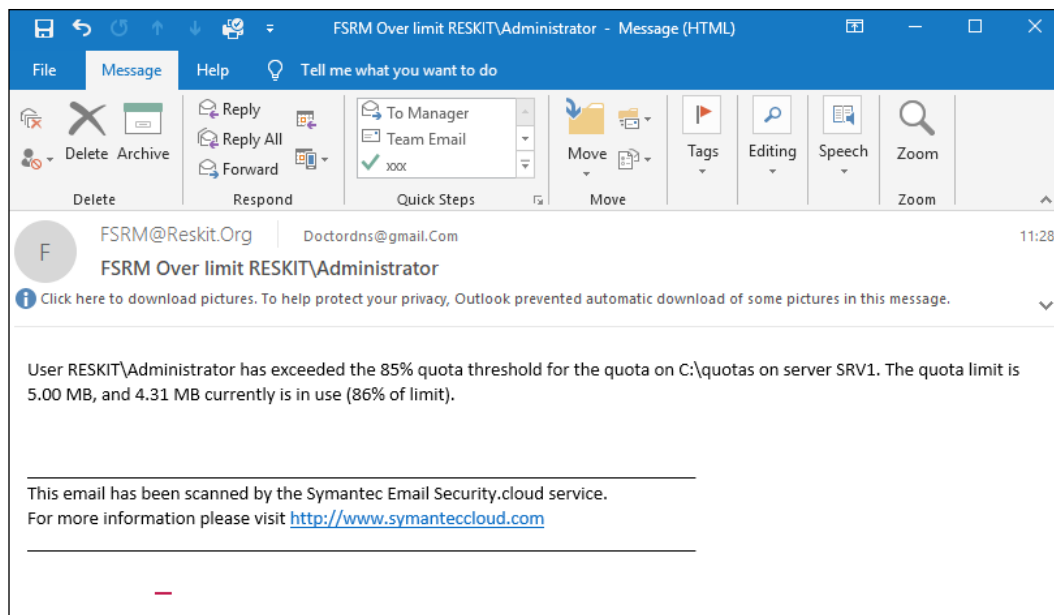 FSRM Over limit RESKIT\Administrator - Message (HTML)
File Message Help Tell me what you want to do
Delete Archive
Reply
Reply All
Forward
To Manager
Team Email
xxx
Move
Tags
Editing
Speech
Zoom
Delete Respond Quick Steps Move Zoom
F
FSRM@Reskit.Org Doctordns@gmail.Com 11:28
FSRM Over limit RESKIT\Administrator
Click here to download pictures. To help protect your privacy, Outlook prevented automatic download of some pictures in this message.
User RESKIT\Administrator has exceeded the 85% quota threshold for the quota on C:\quotas on server SRV1. The quota limit is
5.00 MB, and 4.31 MB currently is in use (86% of limit).
This email has been scanned by the Symantec Email Security.cloud service.
For more information please visit http://www.symanteccloud.com